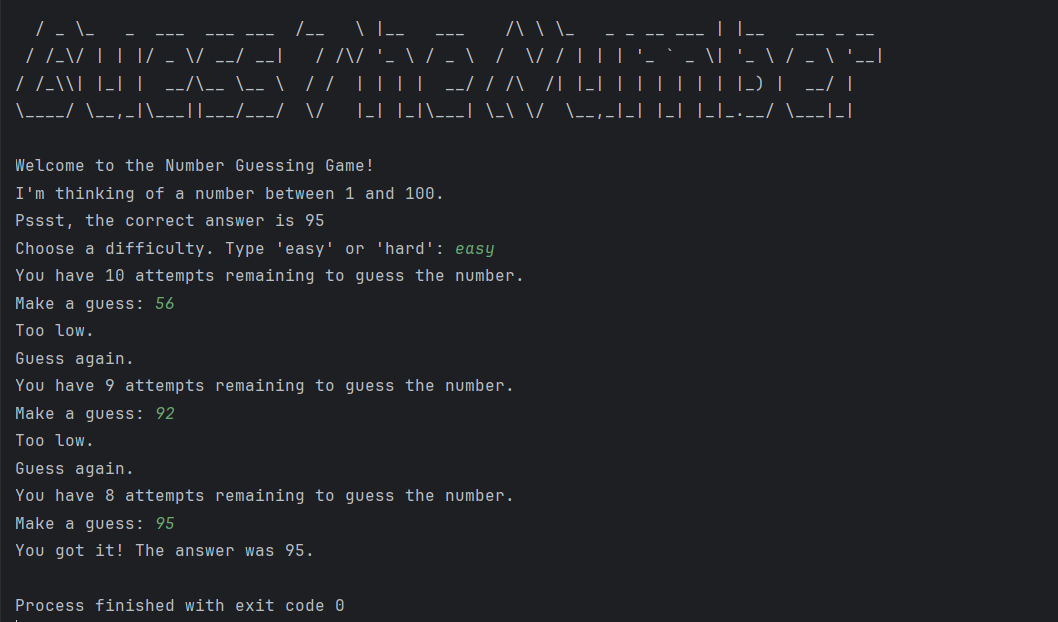 / _ \_   _  ___  ___ ___  /__   \ |__   ___    /\ \ \_   _ _ __ ___ | |__   ___ _ __
 / /_\/ | | |/ _ \/ __/ __|   / /\/ '_ \ / _ \  /  \/ / | | | '_ ` _ \| '_ \ / _ \ '__|
/ /_\\| |_| |  __/\__ \__ \  / /  | | | |  __/ / /\  /| |_| | | | | | | |_) |  __/ |
\____/ \__,_|\___||___/___/  \/   |_| |_|\___| \_\ \/  \__,_|_| |_| |_|_.__/ \___|_|
Welcome to the Number Guessing Game!
I'm thinking of a number between 1 and 100.
Pssst, the correct answer is 95
Choose a difficulty. Type 'easy' or 'hard': easy
You have 10 attempts remaining to guess the number.
Make a guess: 56
Too low.
Guess again.
You have 9 attempts remaining to guess the number.
Make a guess: 92
Too low.
Guess again.
You have 8 attempts remaining to guess the number.
Make a guess: 95
You got it! The answer was 95.
Process finished with exit code 0